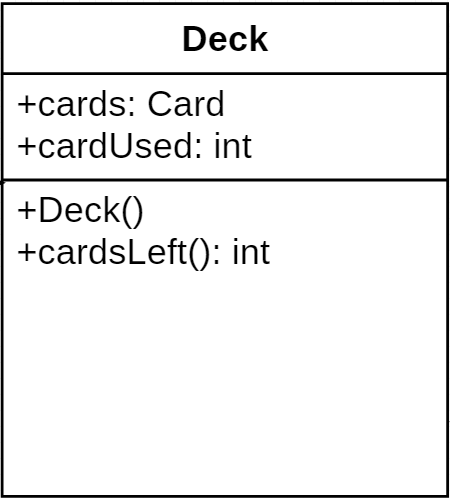 Deck
+cards: Card
+cardUsed: int
+Deck()
+cardsLeft(): int